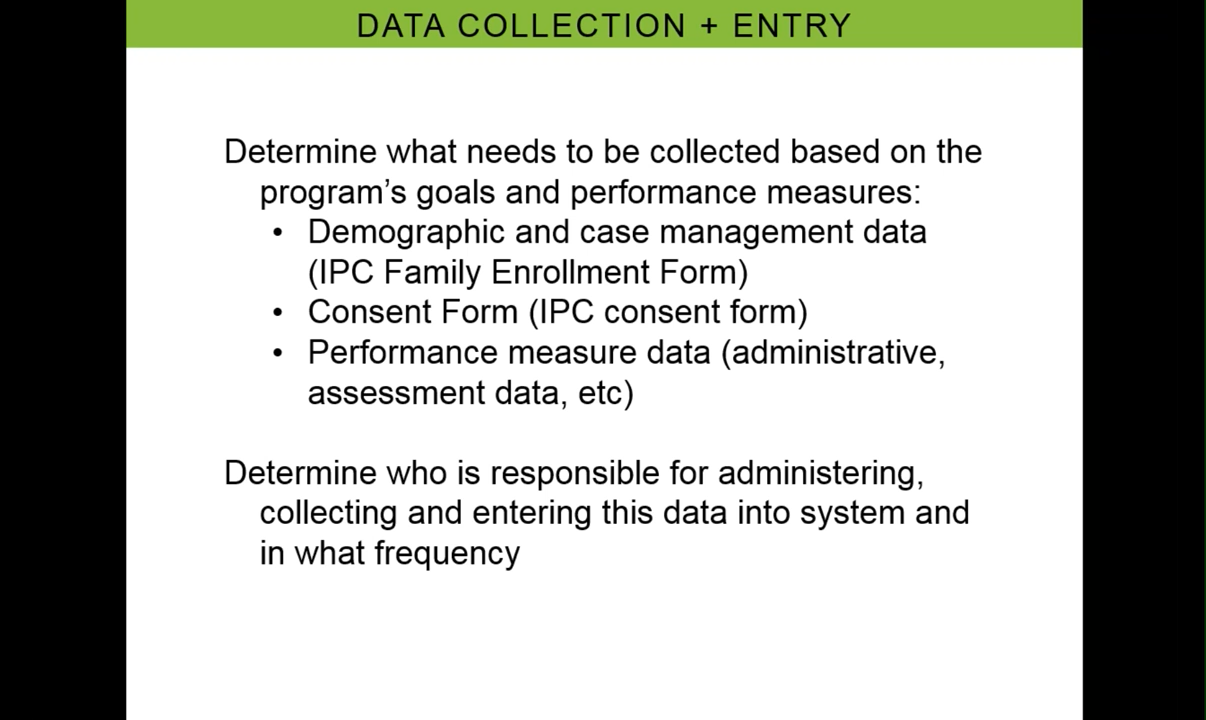 DATA COLLECTION + ENTRY
Determine what needs to be collected based on the
program’s goals and performance measures:
• Demographic and case management data
(IPC Family Enrollment Form)
• Consent Form (IPC consent form)
• Performance measure data (administrative,
assessment data, etc)
Determine who is responsible for administering,
collecting and entering this data into system and
in what frequency